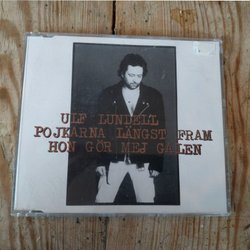 ULF LUNDELL
POJKARNA LÄNGST FRAM
HON GÖR MEJ GALEN